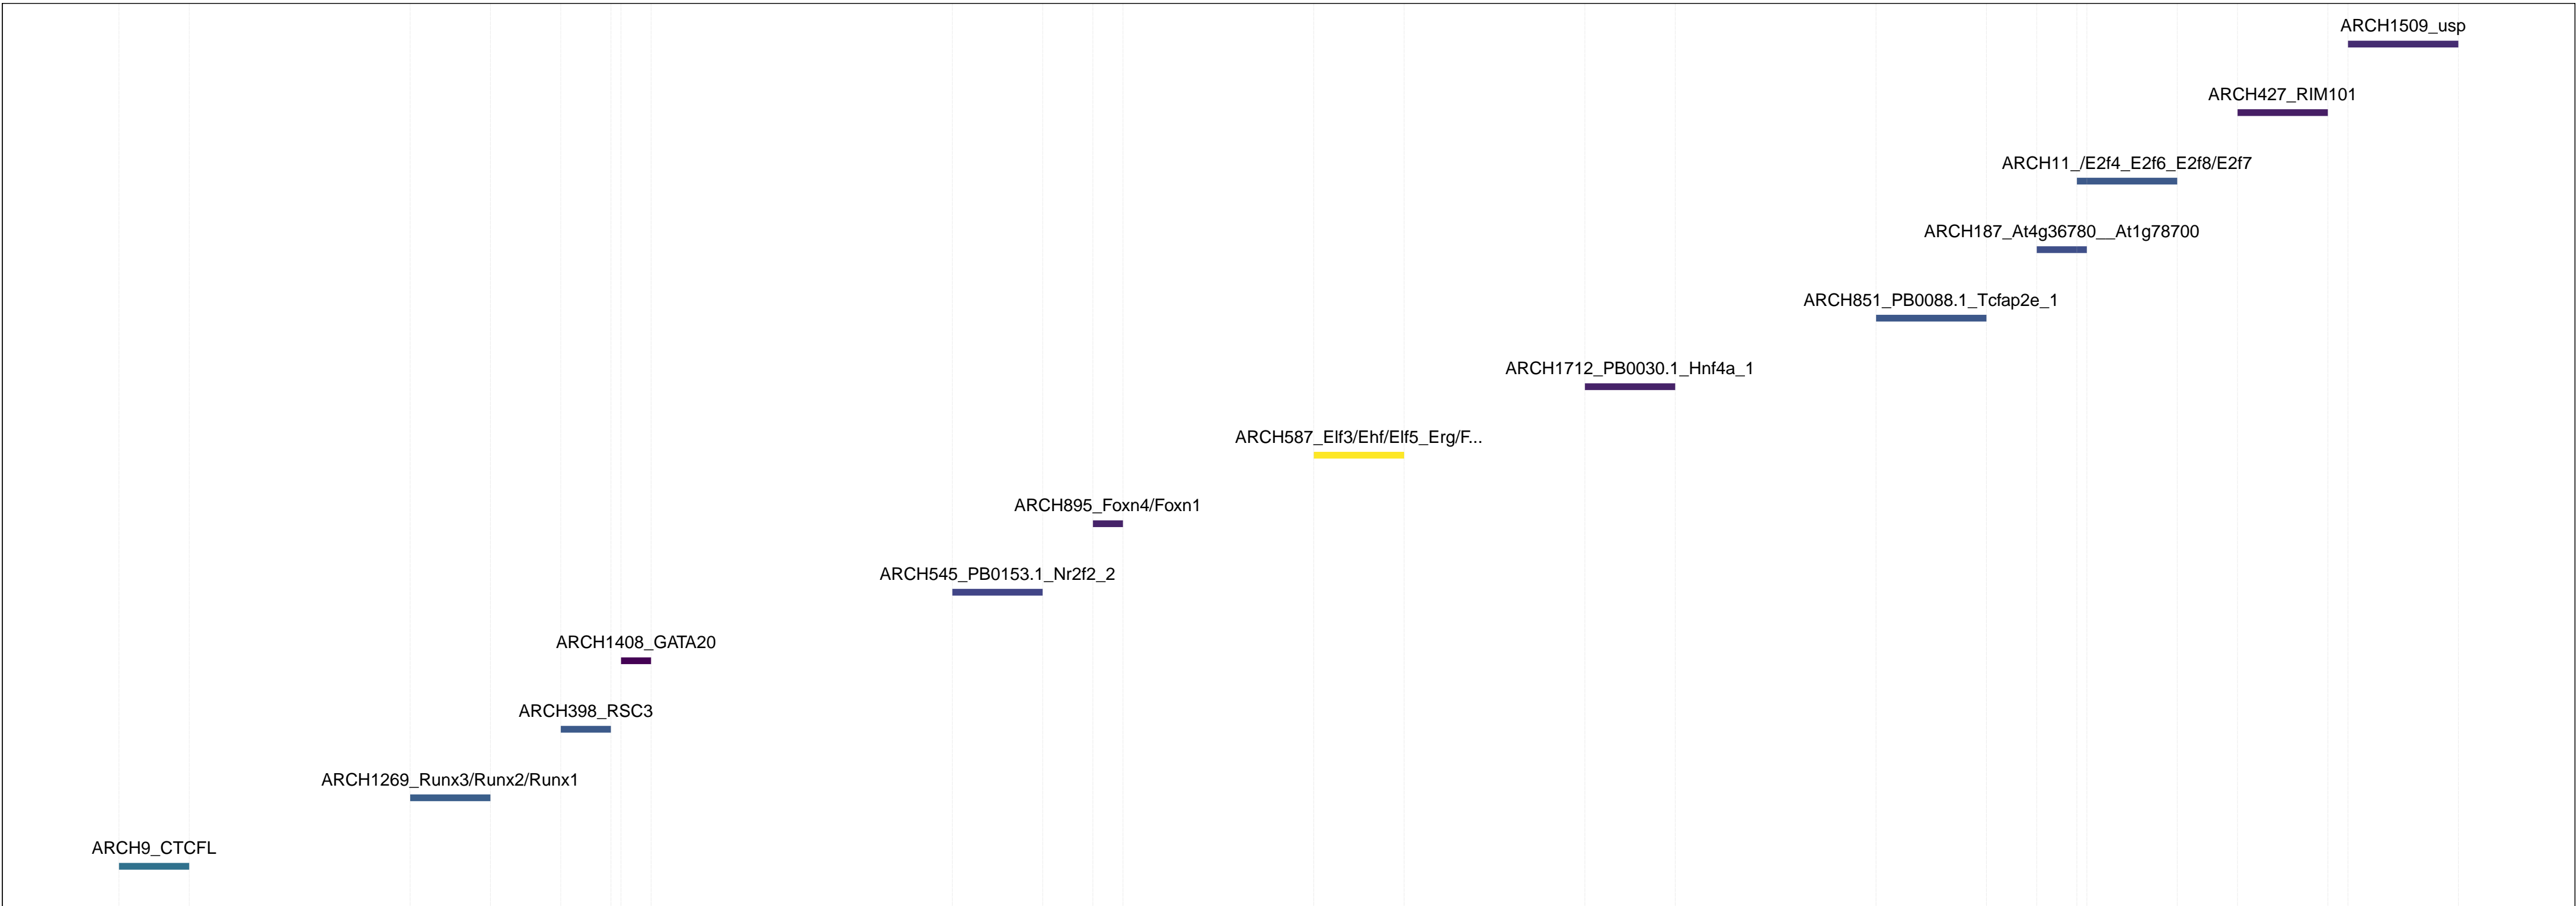 ARCH1509_usp
ARCH427_RIM101
ARCH11_/E2f4_E2f6_E2f8/E2f7
ARCH187_At4g36780__At1g78700
ARCH851_PB0088.1_Tcfap2e_1
ARCH1712_PB0030.1_Hnf4a_1
ARCH587_Elf3/Ehf/Elf5_Erg/F...
ARCH895_Foxn4/Foxn1
ARCH545_PB0153.1_Nr2f2_2
ARCH1408_GATA20
ARCH398_RSC3
ARCH1269_Runx3/Runx2/Runx1
ARCH9_CTCFL